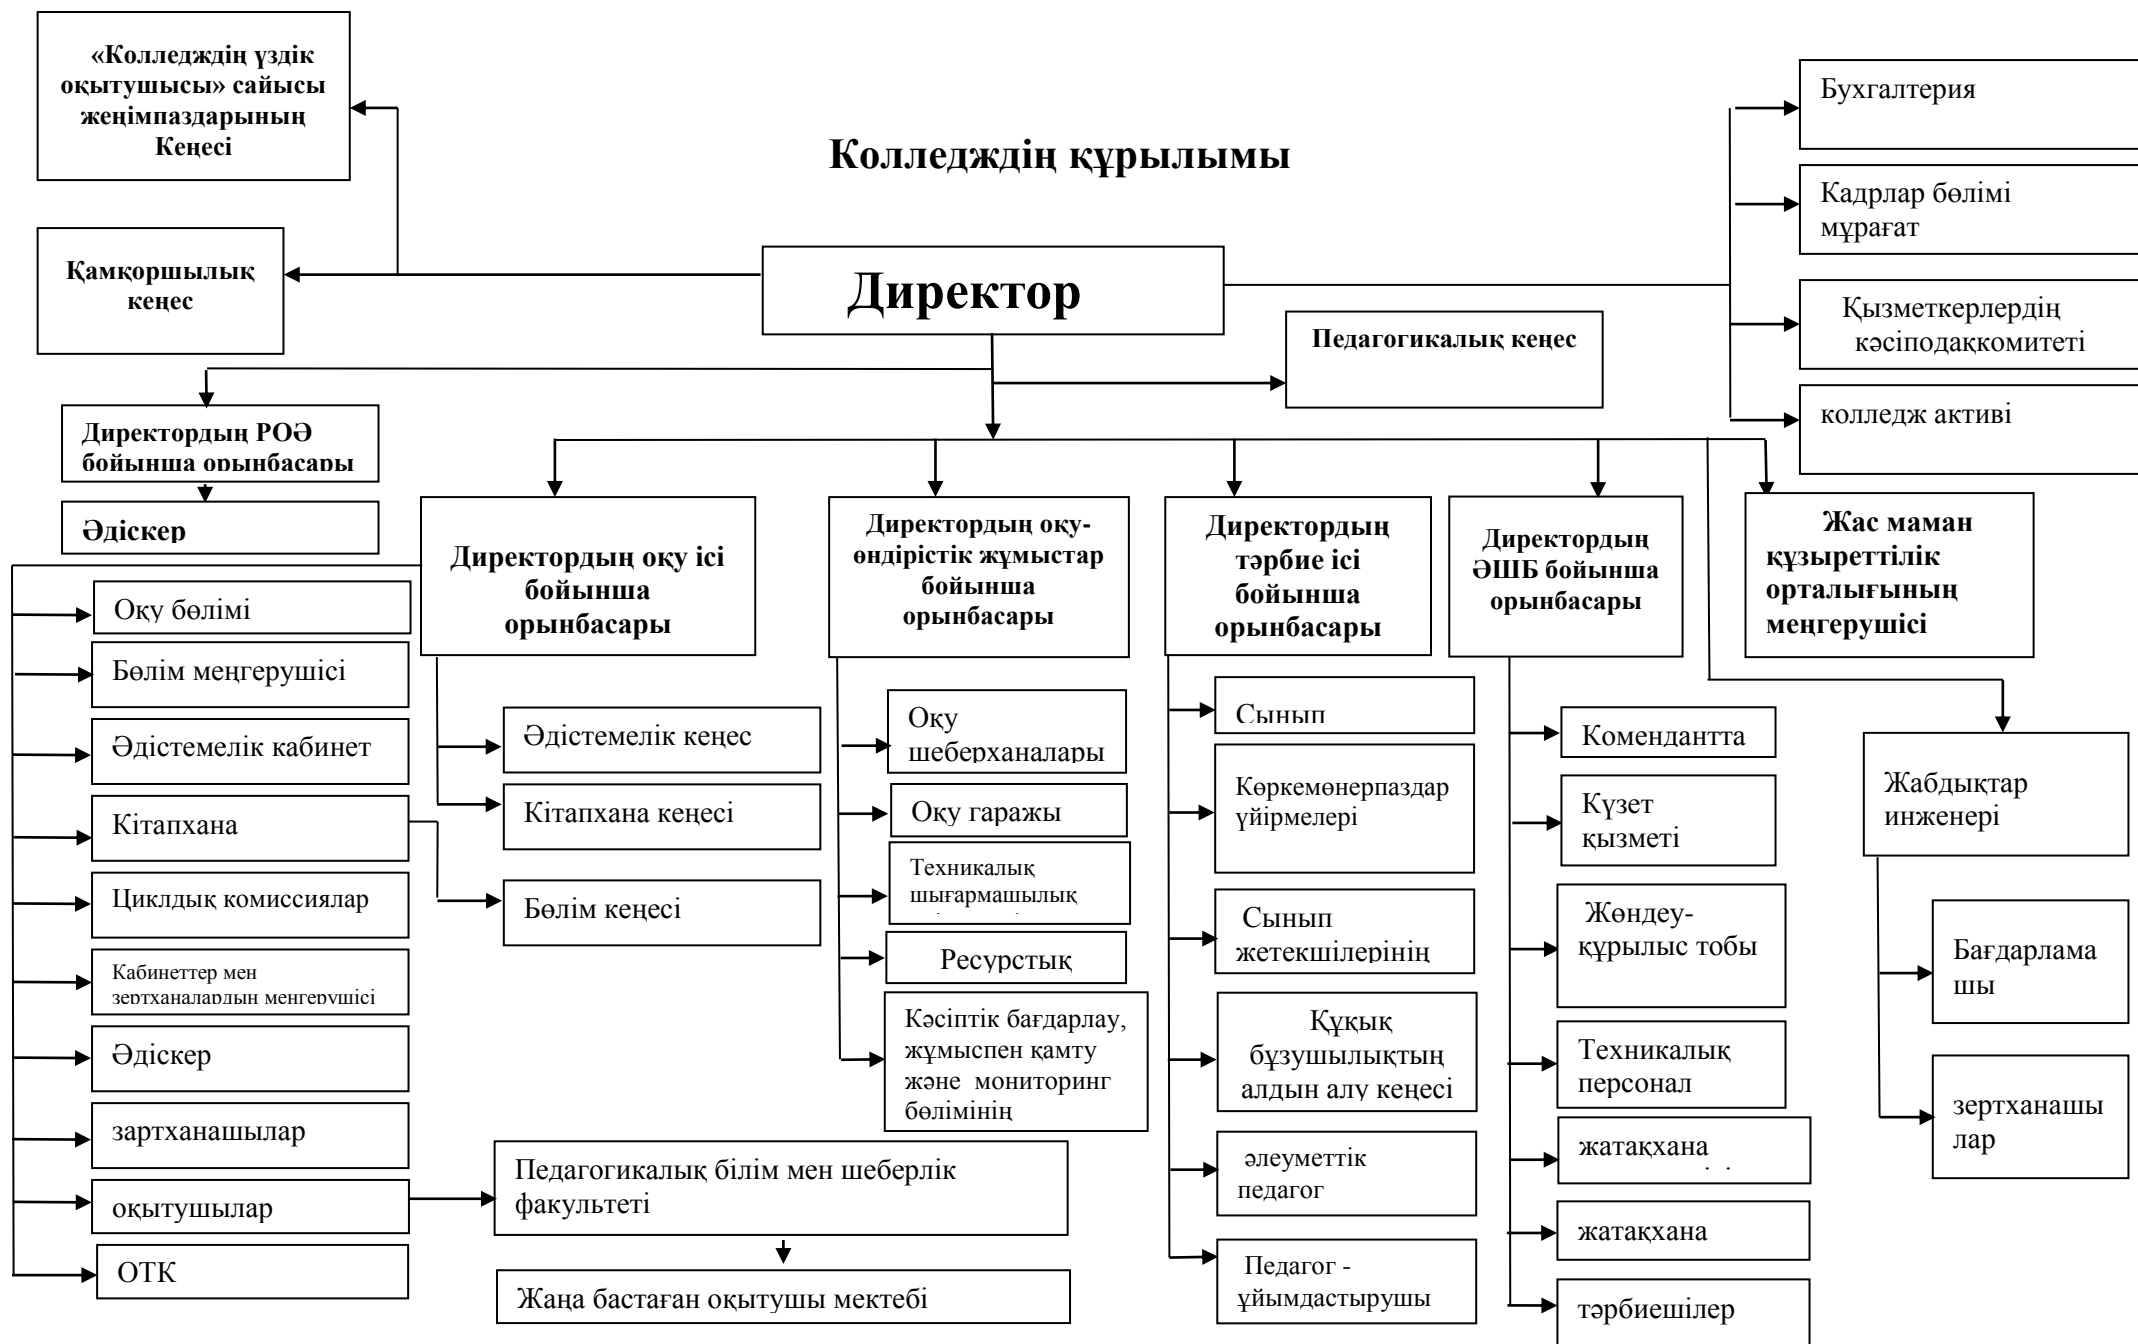 «Колледждің үздік
оқытушысы» сайысы
жеңімпаздарының
Кеңесі
Бухгалтерия
Колледждің құрылымы
Кадрлар бөлімі
мұрағат
Қамқоршылық
кеңес
Директор
Қызметкерлердің
кәсіподаққомитеті
Педагогикалық кеңес
колледж активі
Директордың РОӘ
бойынша орынбасары
Әдіскер
Директордың оқу ісі
бойынша
орынбасары
Директордың оқу-
өндірістік жұмыстар
бойынша
орынбасары
Директордың
тәрбие ісі
бойынша
орынбасары
Директордың
ӘШБ бойынша
орынбасары
Жас маман
құзыреттілік
орталығының
меңгерушісі
Оқу бөлімі
Бөлім меңгерушісі
Әдістемелік кабинет
Кітапхана
Циклдық комиссиялар
Кабинеттер мен
зертханалардың меңгерушісі
Әдіскер
зартханашылар
оқытушылар
ОТК
Әдістемелік кеңес
Кітапхана кеңесі
Бөлім кеңесі
Педагогикалық білім мен шеберлік
факультеті
Жаңа бастаған оқытушы мектебі
Оқу
шеберханалары
Оқу гаражы
Техникалық
шығармашылық
Ресурстық
Кәсіптік бағдарлау,
жұмыспен қамту
және мониторинг
бөлімінің
Сынып
Көркемөнерпаздар
үйірмелері
Сынып
жетекшілерінің
Құқық
бұзушылықтың
алдын алу кеңесі
әлеуметтік
педагог
Педагог -
ұйымдастырушы
Комендантта
Күзет
қызметі
Жөндеу-
құрылыс тобы
Техникалық
персонал
жатақхана
жатақхана
тәрбиешілер
Жабдықтар
инженері
Бағдарлама
шы
зертханашы
лар